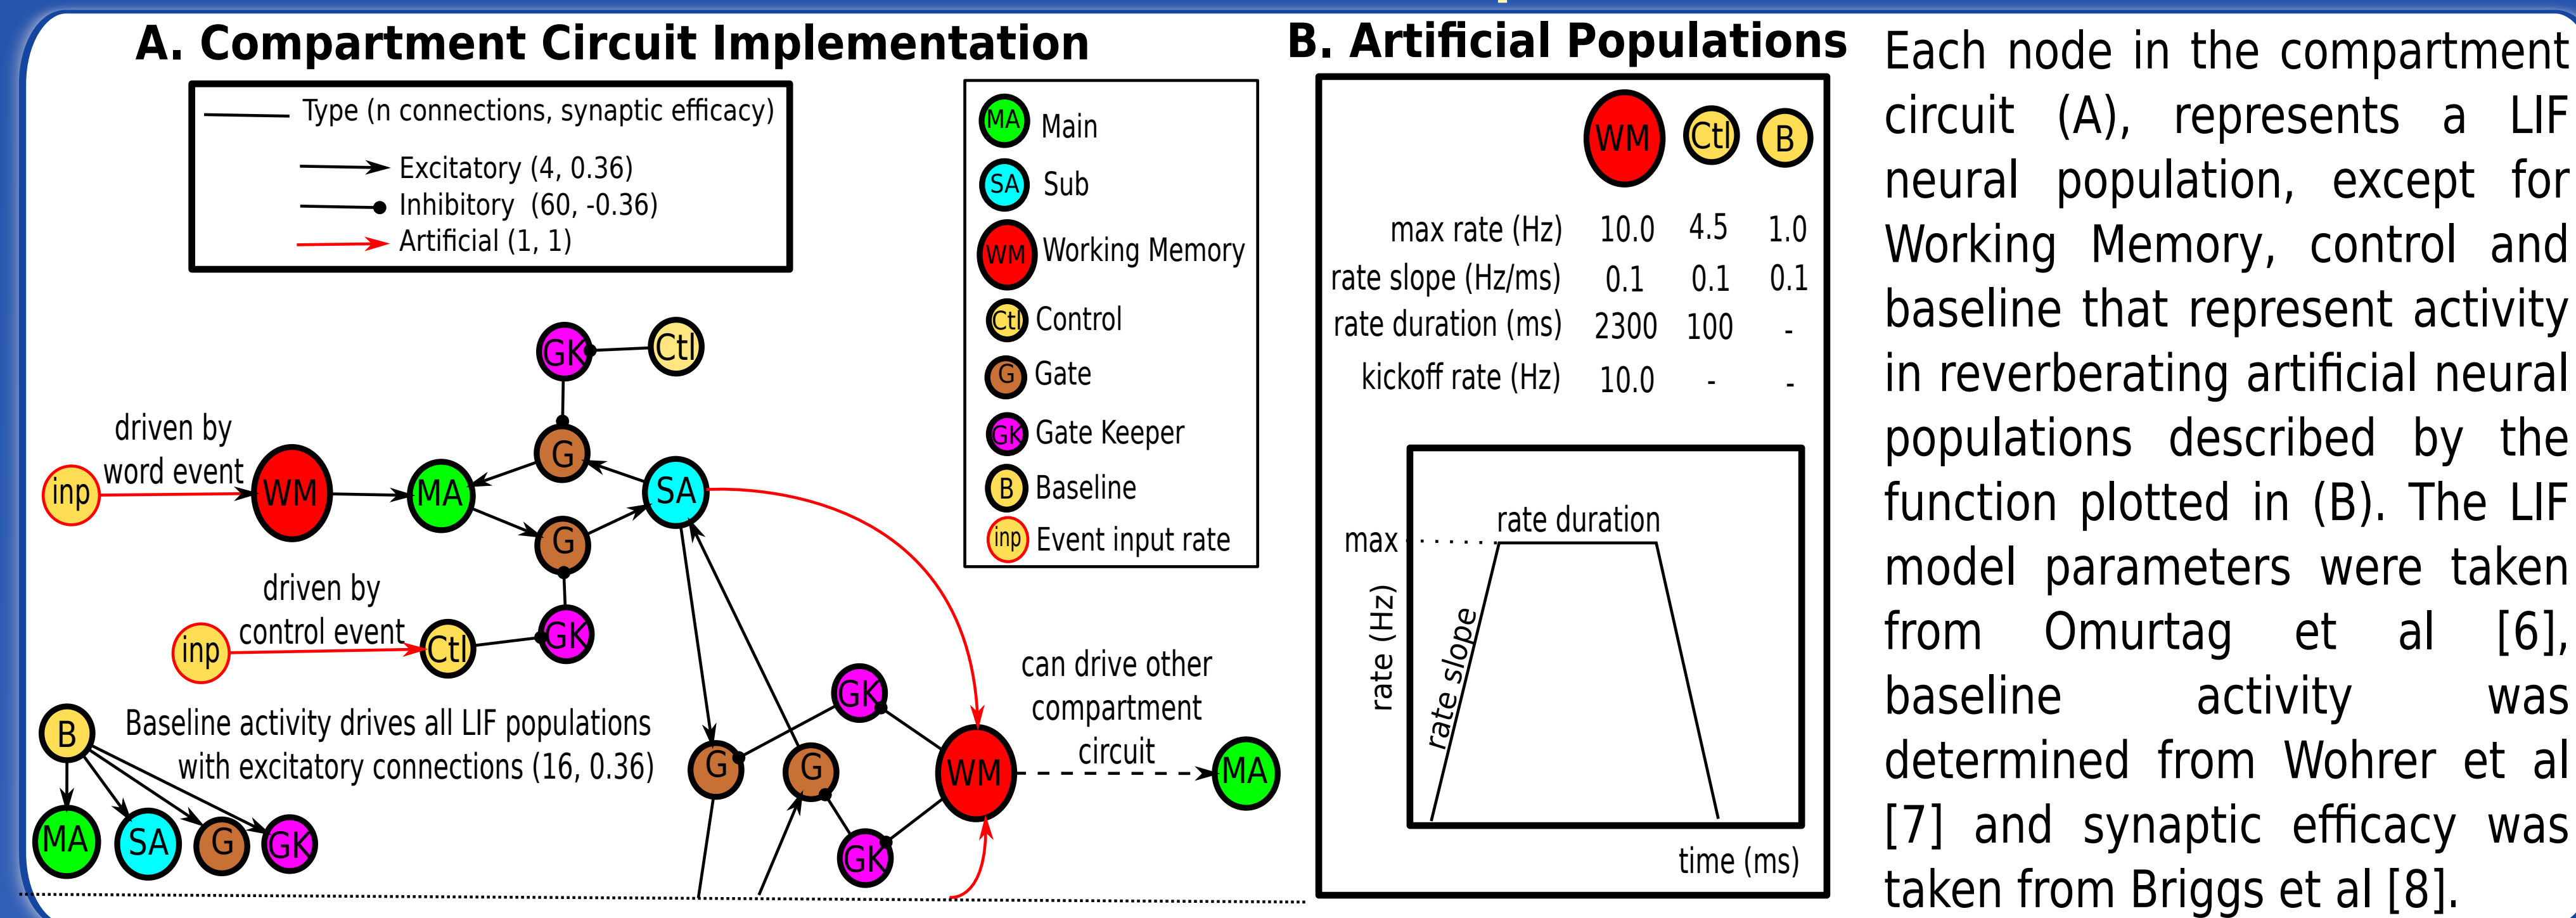 A. Compartment Circuit Implementation
Type (n connections, synaptic efficacy)
Excitatory (4, 0.36)
Inhibitory (60, -0.36)
Artificial (1, 1)
MA Main
SA Sub
WM Working Memory
Ctl Control
G Gate
GK Gate Keeper
B Baseline
inp Event input rate
GK
Ctl
driven by
word event
inp
WM
MA
G
SA
G
driven by
control event
inp
Ctl
GK
can drive other
compartment
circuit
GK
G
G
WM
MA
GK
B
Baseline activity drives all LIF populations
with excitatory connections (16, 0.36)
MA
SA
G
GK
B. Artificial Populations
WM Ctl B
max rate (Hz) 10.0 4.5 1.0
rate slope (Hz/ms) 0.1 0.1 0.1
rate duration (ms) 2300 100 -
kickoff rate (Hz) 10.0 - -
rate duration
max
rate (Hz)
rate slope
time (ms)
Each node in the compartment
circuit (A), represents a LIF
neural population, except for
Working Memory, control and
baseline that represent activity
in reverberating artificial neural
populations described by the
function plotted in (B). The LIF
model parameters were taken
from Omurtag et al [6],
baseline activity was
determined from Wohrer et al
[7] and synaptic efficacy was
taken from Briggs et al [8].